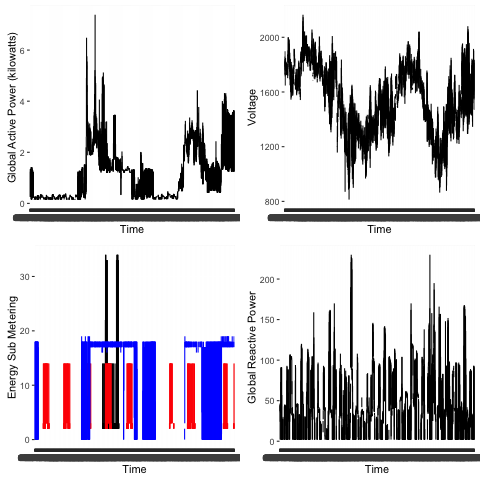 Global Active Power (kilowatts)
6
4
2
0
Time
Voltage
2000
1600
1200
800
Time
Energy Sub Metering
30
20
10
0
Time
Global Reactive Power
200
150
100
50
0
Time